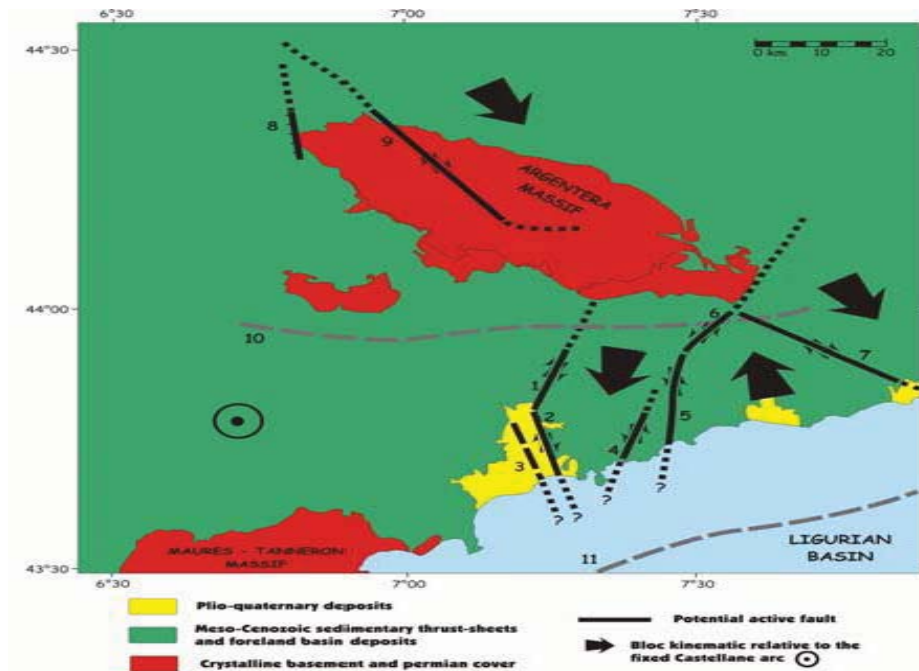 6°30 7°00 7°30
44°30
0 km 10 20
8
9
ARGENTERA
MASSIF
44°00
10
6
7
1
2
5
4
3
? ? ? ?
MAURES - TANNERON
MASSIF
11
LIGURIAN
BASIN
43°30
6°30 7°00 7°30
Plio-quaternary deposits
Meso-Cenozoic sedimentary thrust-sheets
and foreland basin deposits
Crystalline basement and permian cover
Potential active fault
Bloc kinematic relative to the
fixed Castellane arc